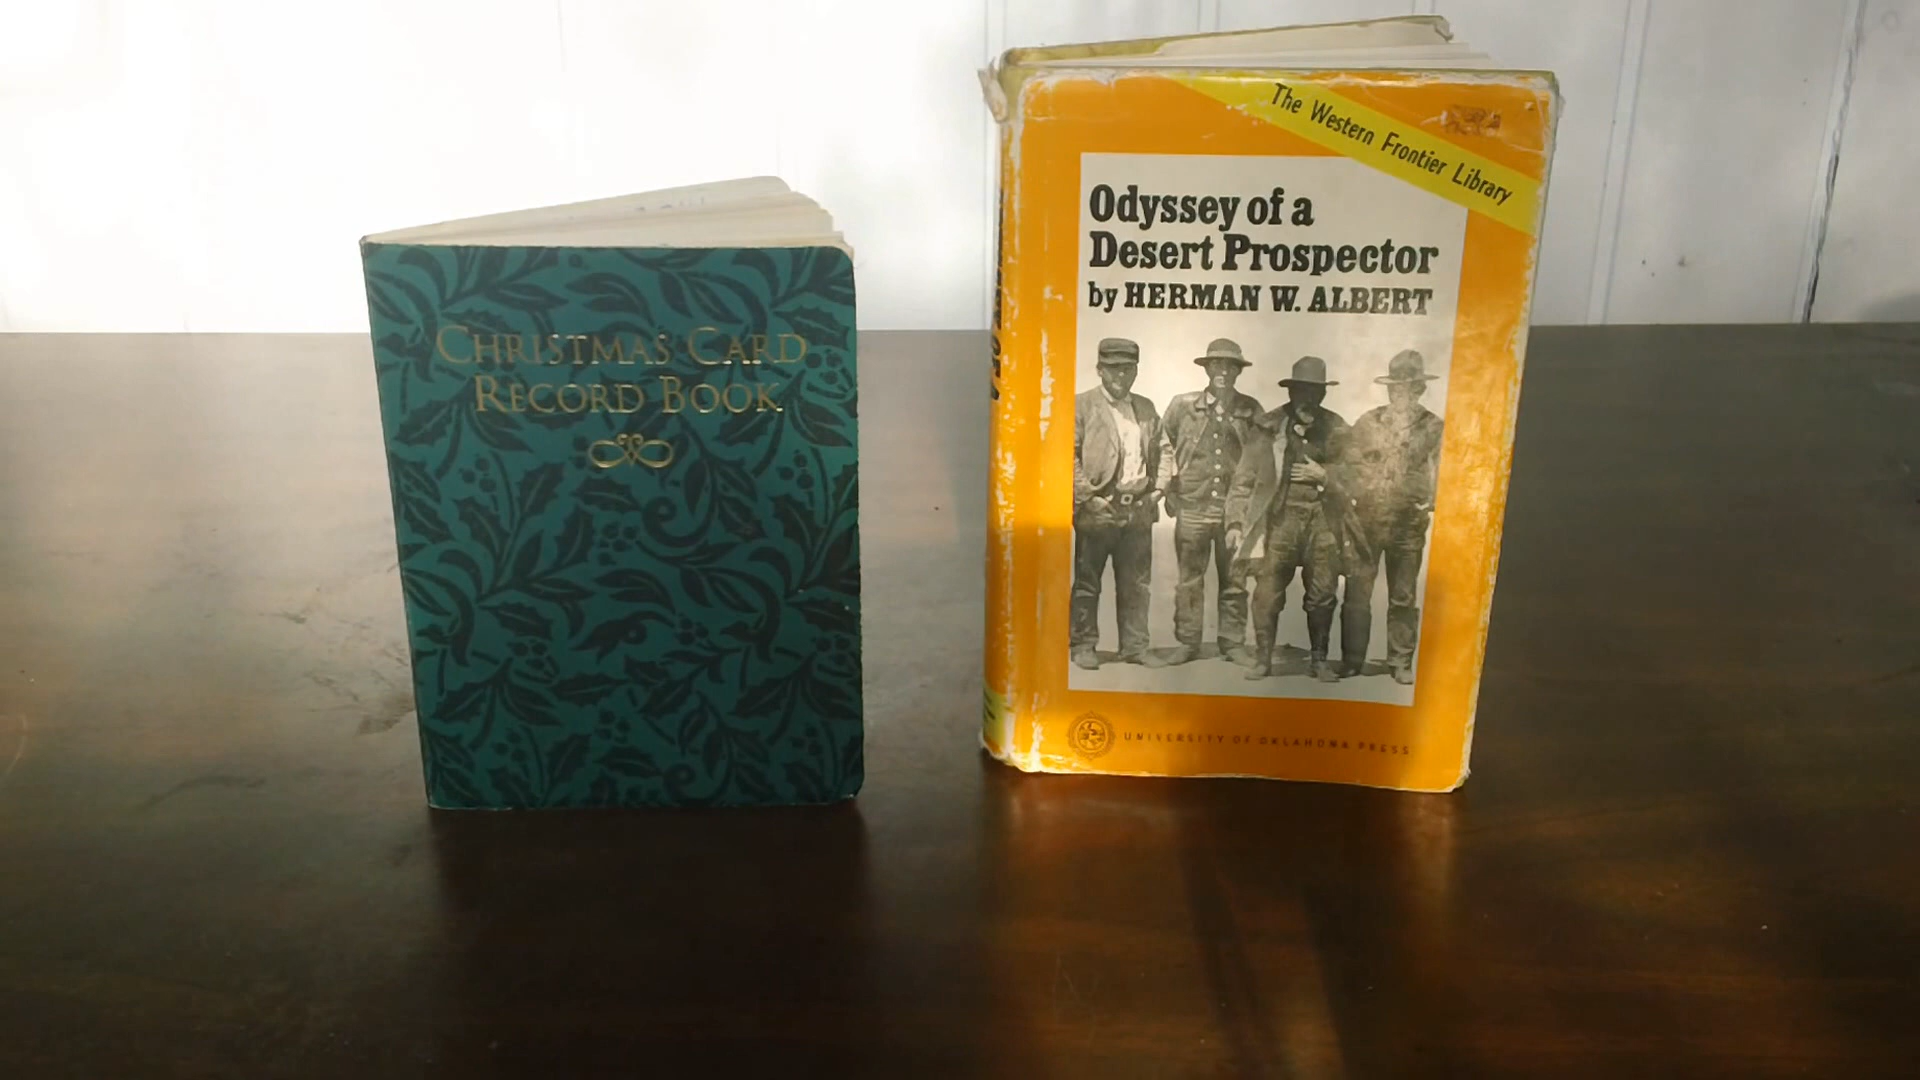 CHRISTMAS CARD
RECORD BOOK
The Western Frontier Library
Odyssey of a
Desert Prospector
by HERMAN W. ALBERT
UNIVERSITY OF OKLAHOMA PRESS